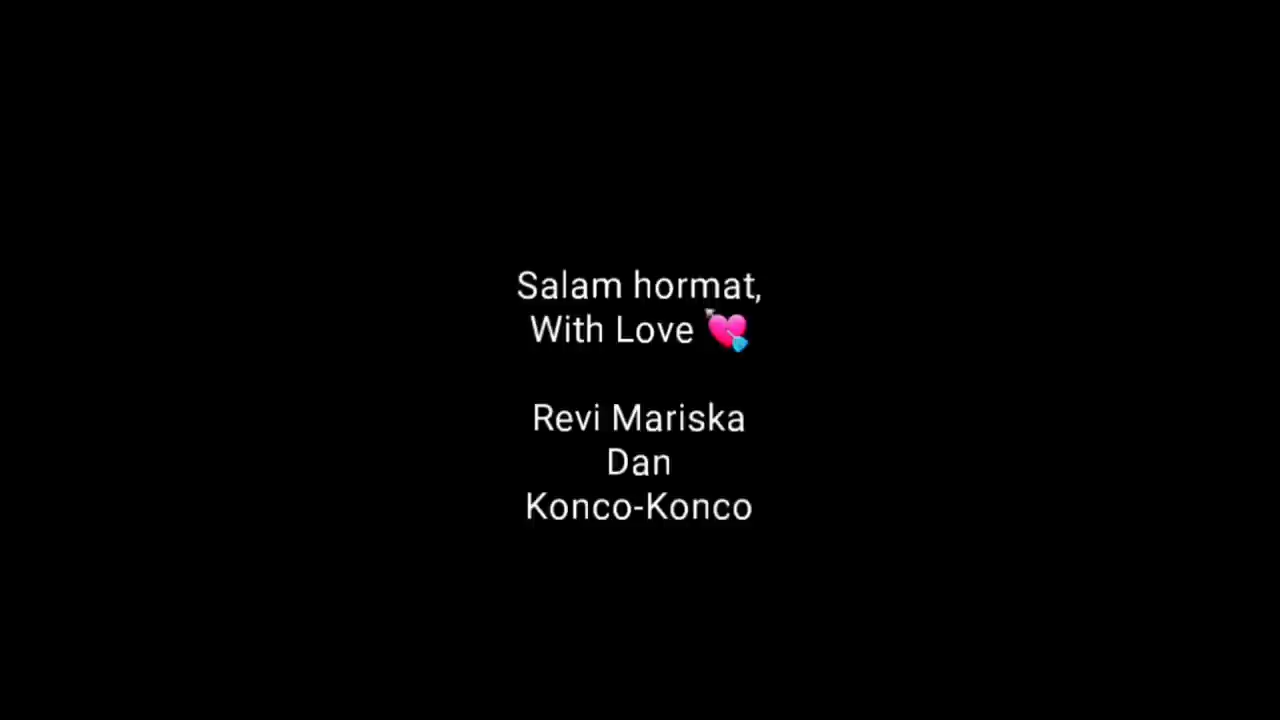 Salam hormat,
With Love 💘
Revi Mariska
Dan
Konco-Konco